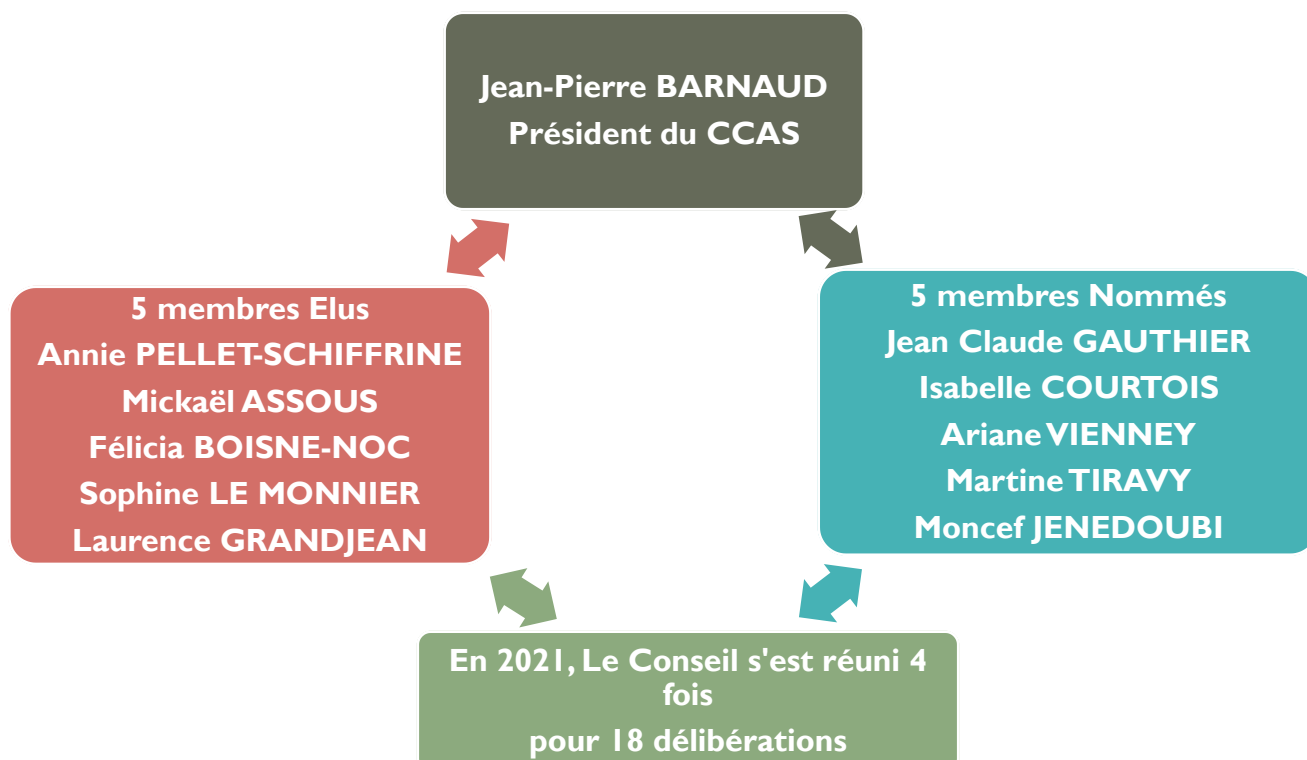 Jean-Pierre BARNAUD
Président du CCAS
5 membres Elus
Annie PELLET-SCHIFFRINE
Mickaël ASSOUS
Félicia BOISNE-NOC
Sophine LE MONNIER
Laurence GRANDJEAN
5 membres Nommés
Jean Claude GAUTHIER
Isabelle COURTOIS
Ariane VIENNEY
Martine TIRAVY
Moncef JENEDOUBI
En 2021, Le Conseil s'est réuni 4
fois
pour 18 délibérations